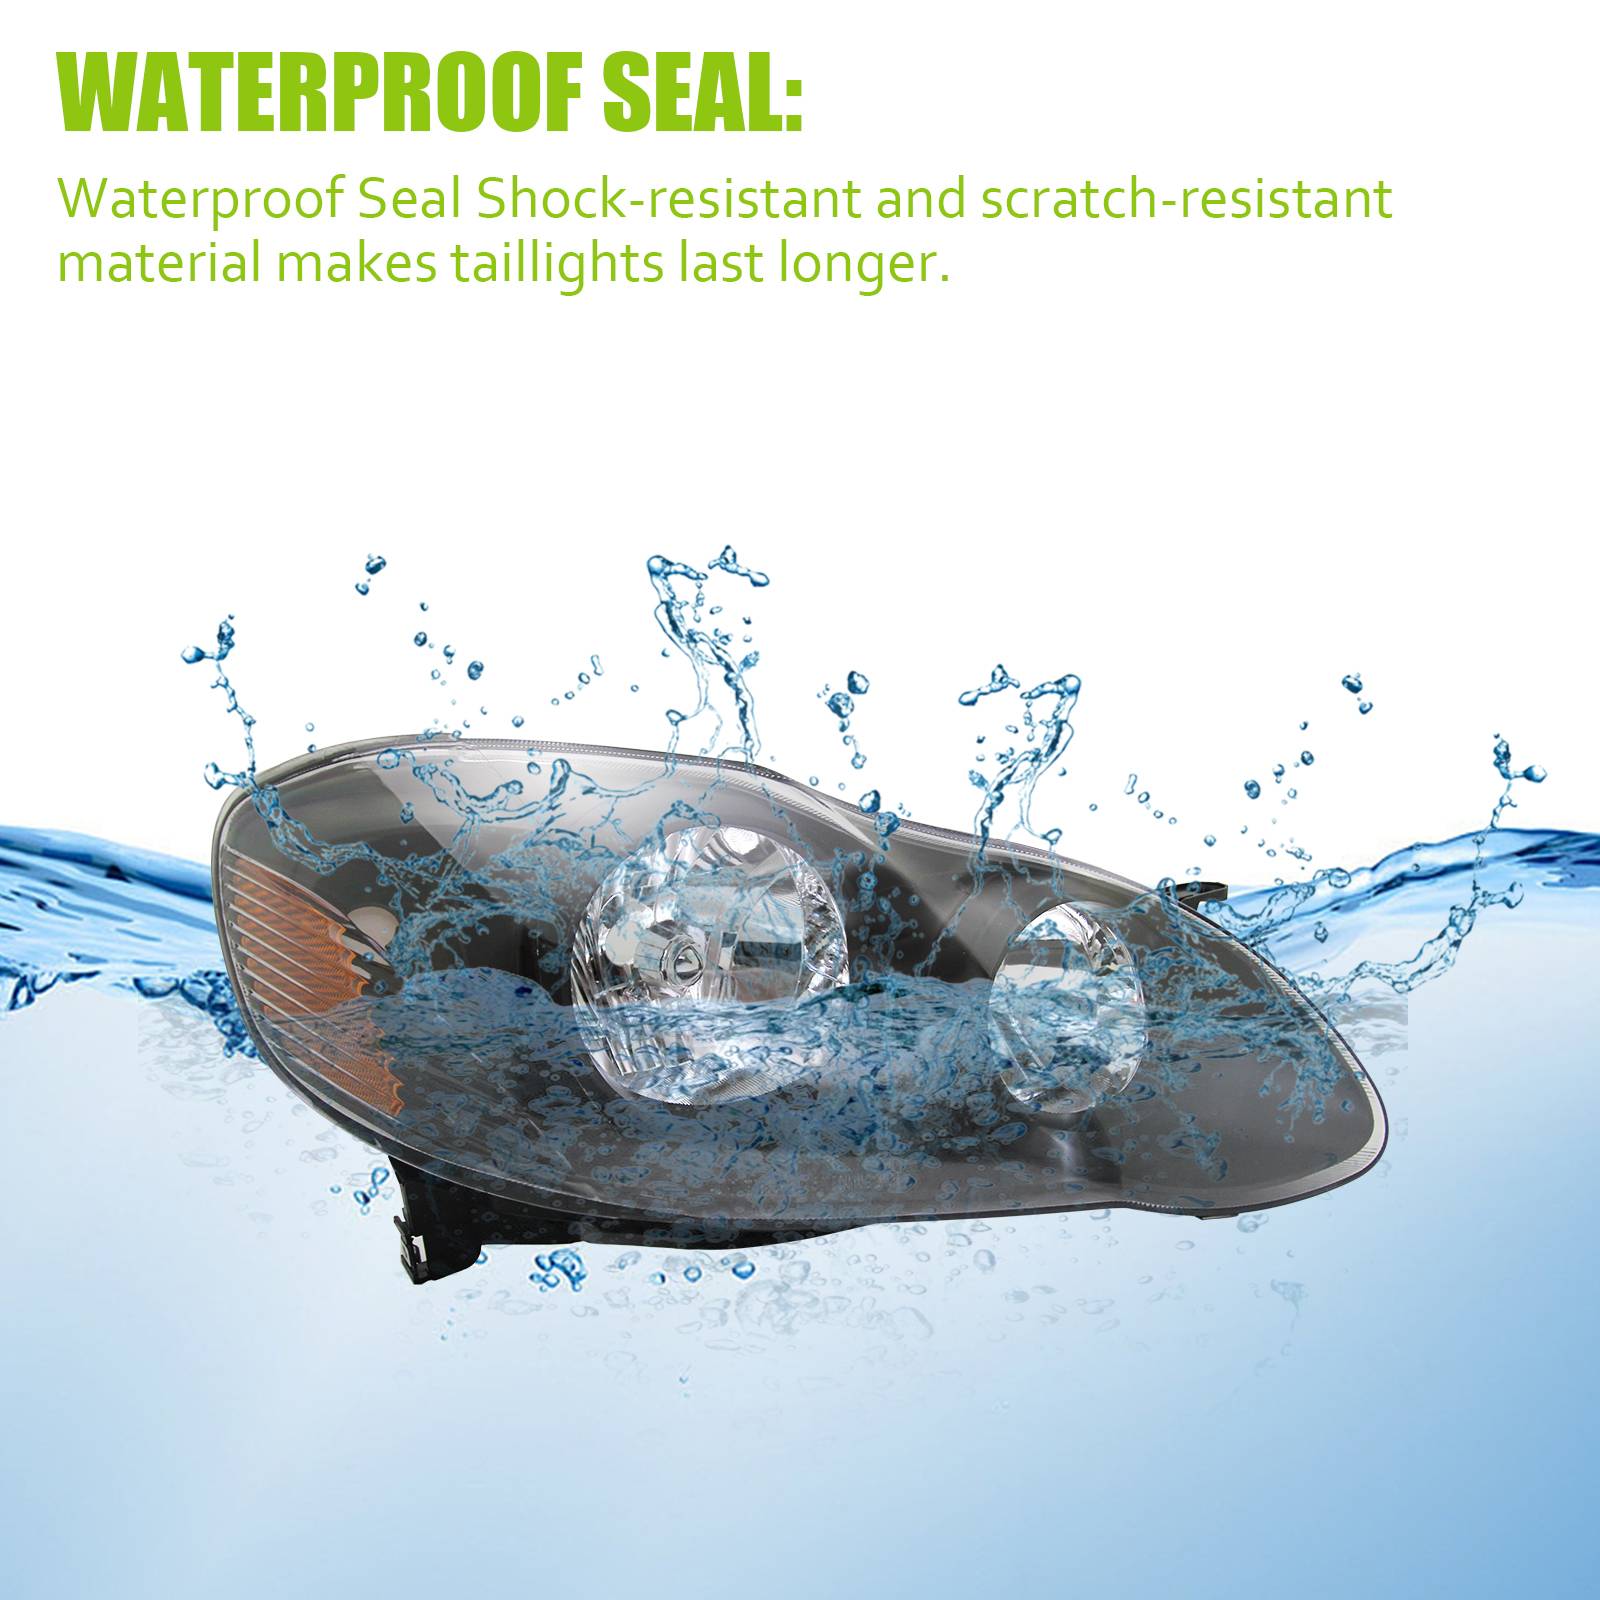 WATERPROOF SEAL:
Waterproof Seal Shock-resistant and scratch-resistant
material makes taillights last longer.